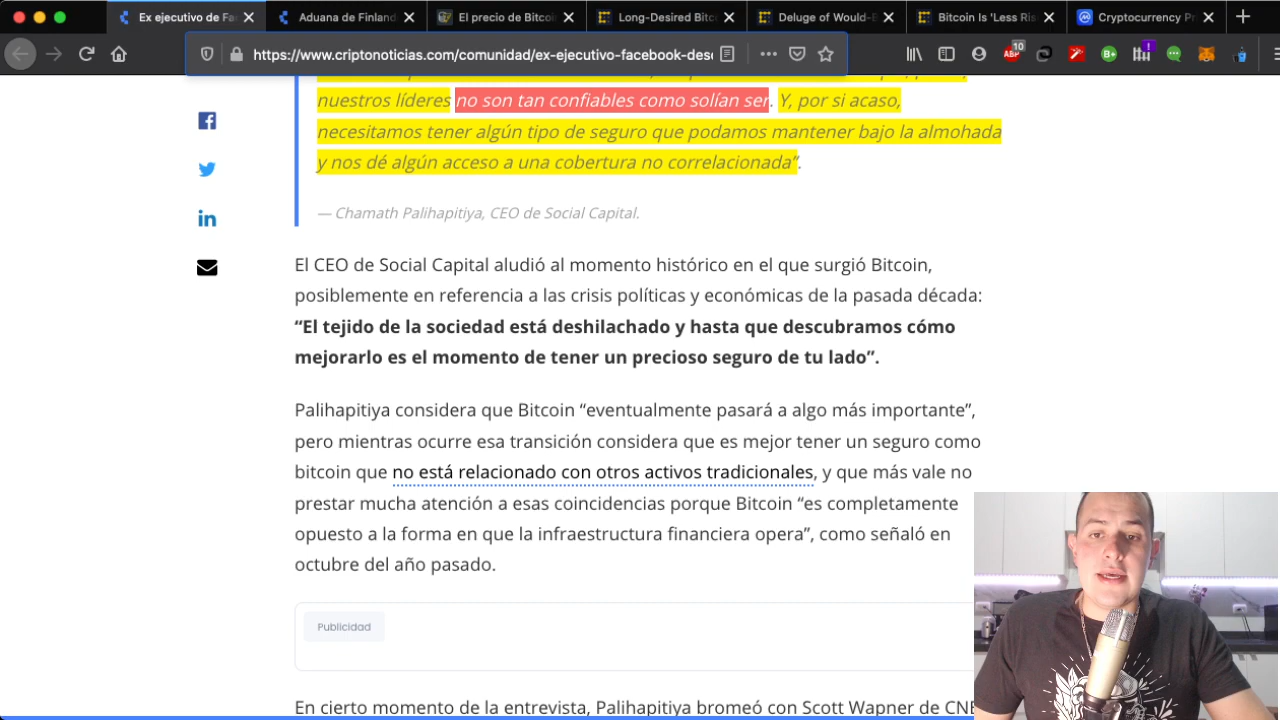 Ex ejecutivo de Fa
Aduana de Finland
El precio de Bitcoi
Long-Desired Bitc
Deluge of Would-B
Bitcoin Is 'Less Ris
Cryptocurrency Pr
https://www.criptonoticias.com/comunidad/ex-ejecutivo-facebook-desc
10
ABP
B+
nuestros líderes no son tan confiables como solían ser. Y, por si acaso,
necesitamos tener algún tipo de seguro que podamos mantener bajo la almohada
y nos dé algún acceso a una cobertura no correlacionada”.
— Chamath Palihapitiya, CEO de Social Capital.
El CEO de Social Capital aludió al momento histórico en el que surgió Bitcoin,
posiblemente en referencia a las crisis políticas y económicas de la pasada década:
“El tejido de la sociedad está deshilachado y hasta que descubramos cómo
mejorarlo es el momento de tener un precioso seguro de tu lado”.
Palihapitiya considera que Bitcoin “eventualmente pasará a algo más importante”,
pero mientras ocurre esa transición considera que es mejor tener un seguro como
bitcoin que no está relacionado con otros activos tradicionales, y que más vale no
prestar mucha atención a esas coincidencias porque Bitcoin “es completamente
opuesto a la forma en que la infraestructura financiera opera”, como señaló en
octubre del año pasado.
Publicidad
En cierto momento de la entrevista, Palihapitiya bromeó con Scott Wapner de CNB